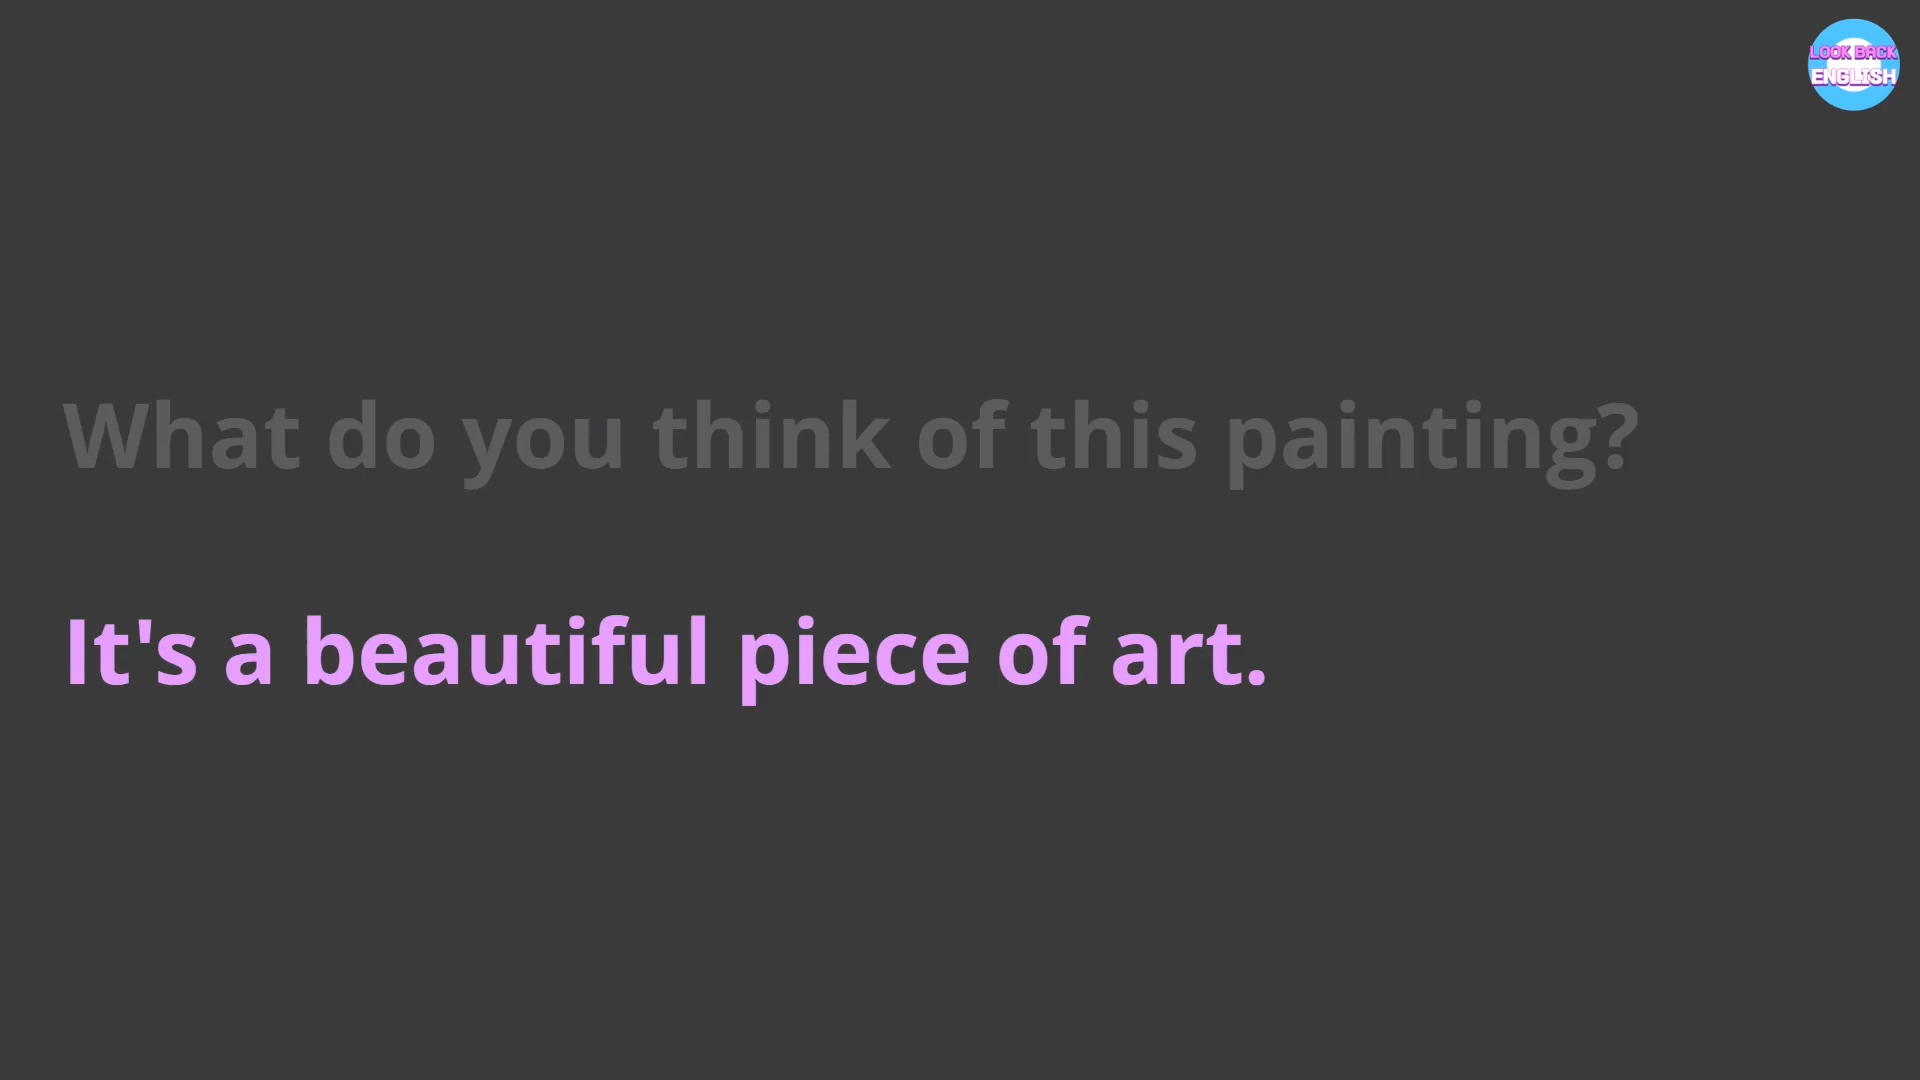 LOOK BACK
ENGLISH
What do you think of this painting?
It's a beautiful piece of art.